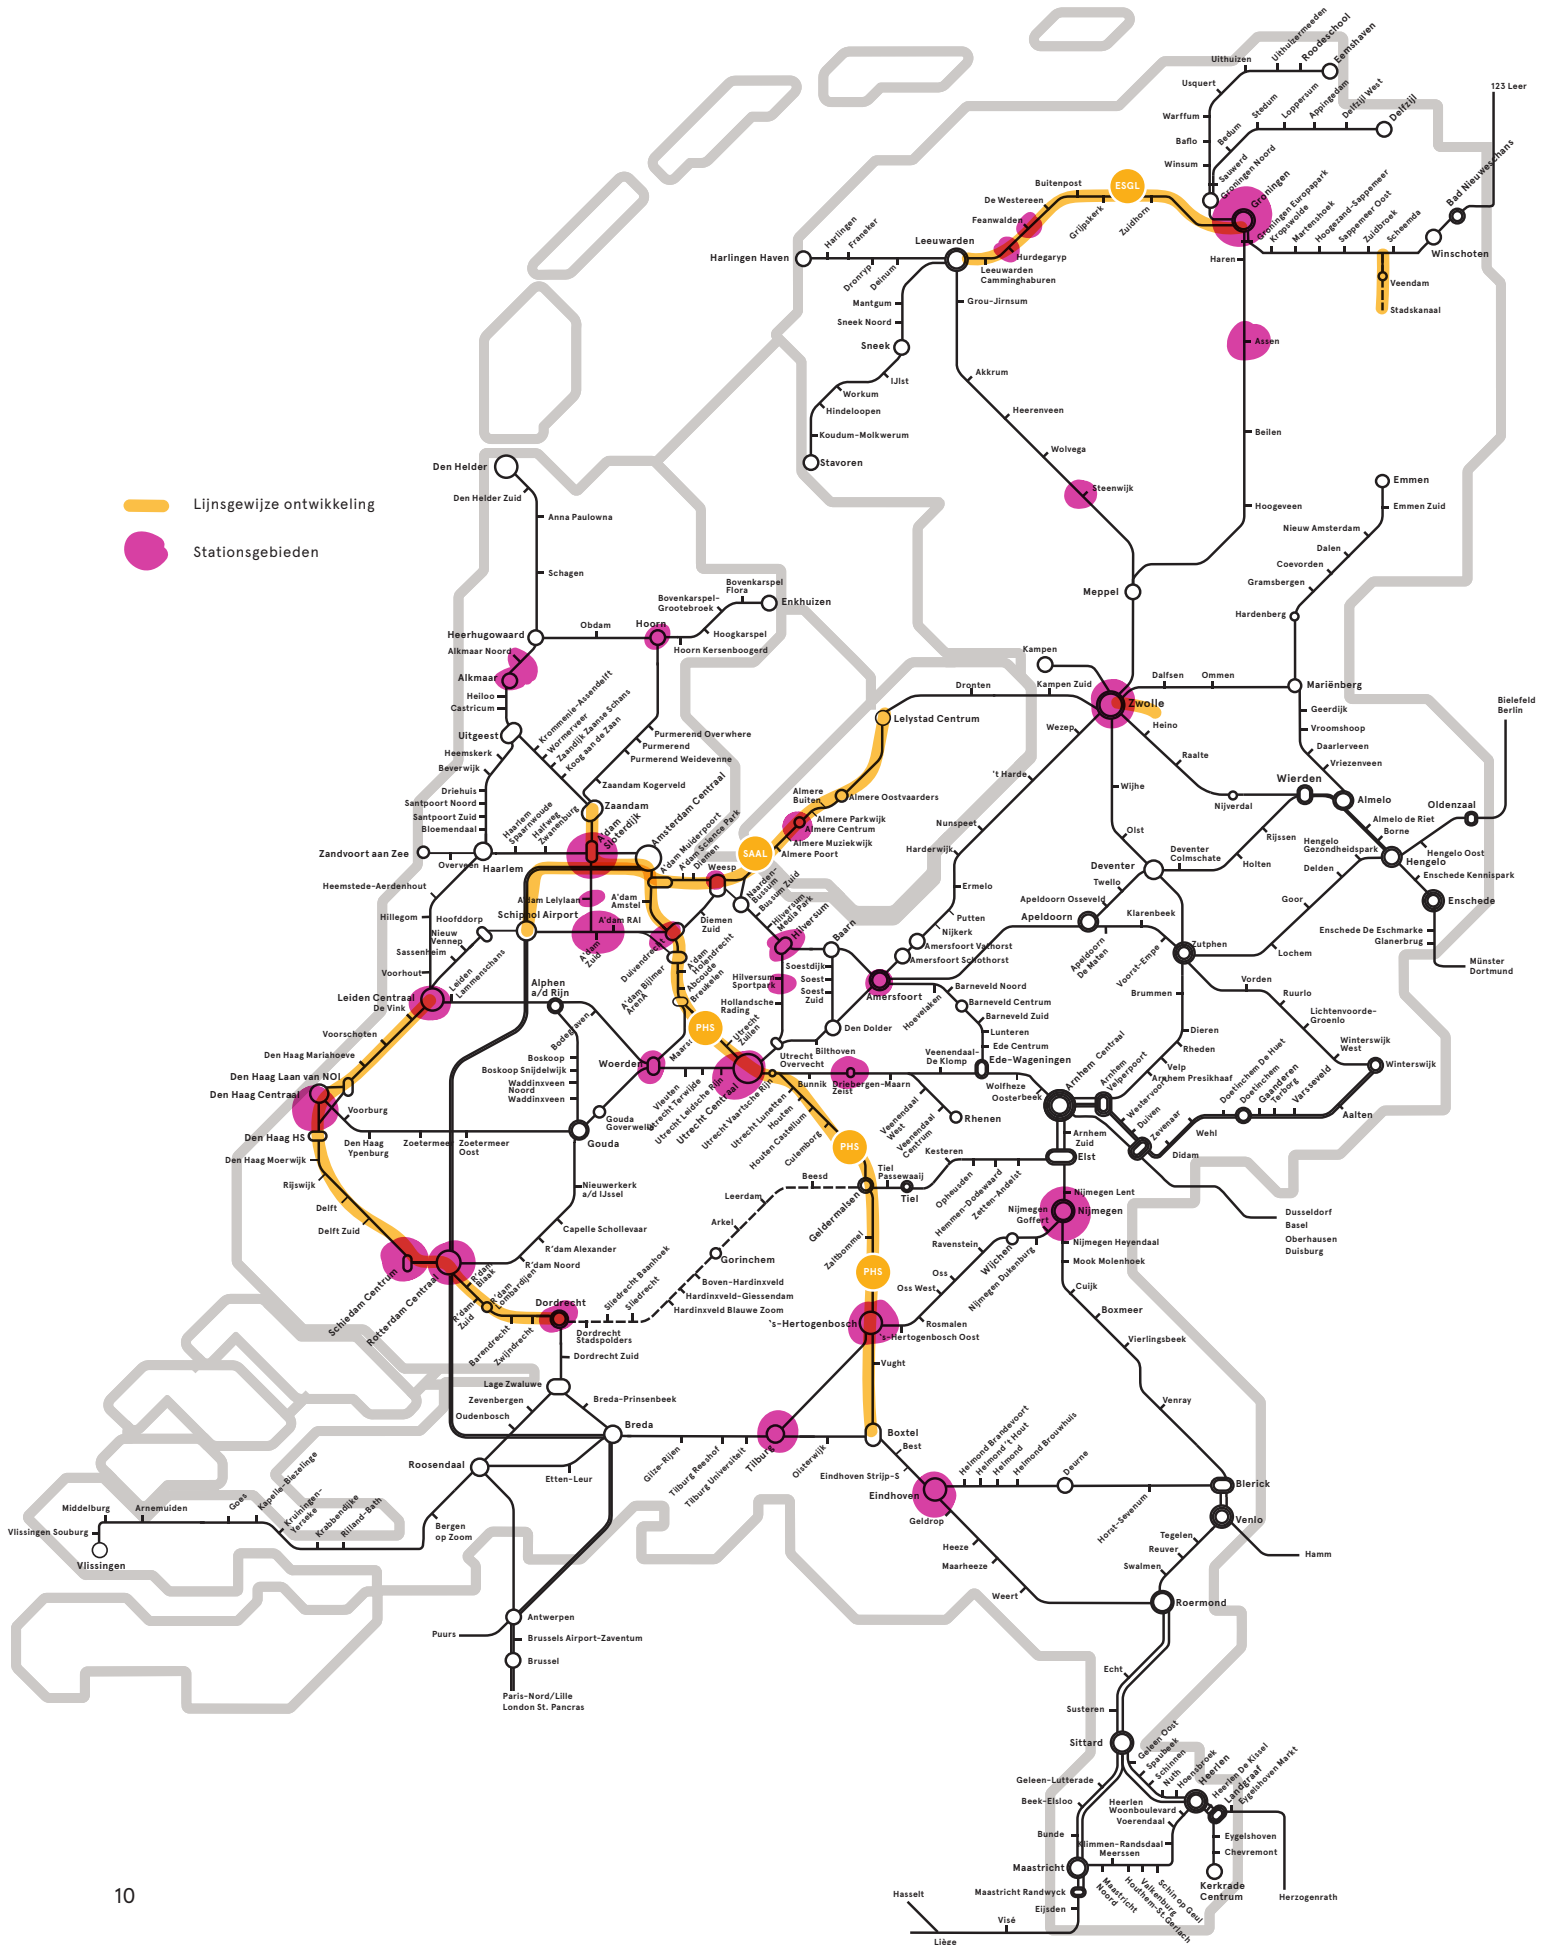 Uithuizen
Uithuizermeeden
Roodeschool
Eemshaven
Usquert
Warffum
Baflo
Winsum
Sauwerd
Groningen Noord
Bedum
Stedum
Loppersum
Appingedam
Delfzijl West
Delfzijl
123 Leer
Bad Nieuweschans
Groningen
Groningen Europapark
Kropswolde
Martenshoek
Hoogezand-Sappemeer
Sappemeer Oost
Zuidbroek
Scheemda
Winschoten
Veendam
Stadskanaal
Haren
Assen
Beilen
Hoogeveen
ESGL
Buitenpost
De Westereen
Feanwalden
Grijpskerk
Zuidhorn
Hurdegaryp
Leeuwarden
Leeuwarden
Camminghaburen
Harlingen Haven
Harlingen
Franeker
Dronryp
Deinum
Mantgum
Sneek Noord
Sneek
IJlst
Workum
Hindeloopen
Koudum-Molkwerum
Stavoren
Grou-Jirnsum
Akkrum
Heerenveen
Wolvega
Steenwijk
Meppel
Emmen
Emmen Zuid
Nieuw Amsterdam
Dalen
Coevorden
Gramsbergen
Hardenberg
Mariënberg
Geerdijk
Vroomshoop
Daarlerveen
Vriezenveen
Den Helder
Den Helder Zuid
Anna Paulowna
Schagen
Lijnsgewijze ontwikkeling
Stationsgebieden
Heerhugowaard
Obdam
Hoorn
Bovenkarspel-
Grootebroek
Bovenkarspel
Flora
Enkhuizen
Hoogkarspel
Hoorn Kersenboogerd
Alkmaar Noord
Alkmaar
Heiloo
Castricum
Uitgeest
Krommenie-Assendelft
Wormerveer
Zaandijk Zaanse Schans
Koog aan de Zaan
Purmerend Overwhere
Purmerend
Purmerend Weidevenne
Zaandam Kogerveld
Zaandam
Heemskerk
Beverwijk
Driehuis
Santpoort Noord
Santpoort Zuid
Bloemendaal
Haarlem
Spaarnwoude
Halfweg
Zwanenburg
A'dam
Sloterdijk
Amsterdam Centraal
Zandvoort aan Zee
Overveen
Haarlem
Heemstede-Aerdenhout
Hillegom
Hoofddorp
Nieuw
Vennep
Sassenheim
Voorhout
Schiphol Airport
A'dam Lelylaan
A'dam
Amstel
A'dam RAI
A'dam
Zuid
Duivendrecht
A'dam Muiderpoort
A'dam Science Park
Diemen
Weesp
Diemen
Zuid
SAAL
Naarden-
Bussum
Bussum Zuid
Hilversum
Media Park
Hilversum
Hilversum
Sportpark
Hollandsche
Rading
A'dam Bijlmer
ArenA
A'dam
Holendrecht
Abcoude
Breukelen
Almere
Buiten
Almere Oostvaarders
Almere Parkwijk
Almere Centrum
Almere Muziekwijk
Almere Poort
Lelystad Centrum
Dronten
Kampen
Kampen Zuid
Zwolle
Dalfsen
Ommen
Heino
Raalte
Nijverdal
Wierden
Almelo
Almelo de Riet
Borne
Hengelo
Gezondheidspark
Hengelo
Hengelo Oost
Oldenzaal
Bielefeld
Berlin
Enschede Kennispark
Enschede
Enschede De Eschmarke
Glanerbrug
Münster
Dortmund
Wezep
't Harde
Nunspeet
Harderwijk
Ermelo
Putten
Nijkerk
Amersfoort Vathorst
Amersfoort Schothorst
Amersfoort
Wijhe
Olst
Deventer
Deventer
Colmschate
Holten
Rijssen
Delden
Goor
Lochem
Twello
Apeldoorn Osseveld
Apeldoorn
Apeldoorn
De Maten
Klarenbeek
Voorst-Empe
Zutphen
Vorden
Ruurlo
Lichtenvoorde-
Groenlo
Winterswijk
West
Winterswijk
Brummen
Dieren
Rheden
Velp
Arnhem Presikhaaf
Arnhem
Velperpoort
Arnhem Centraal
Westervoort
Duiven
Zevenaar
Didam
Wehl
Doetinchem De Huet
Doetinchem
Gaanderen
Terborg
Varsseveld
Aalten
Baarn
Soestdijk
Soest
Soest
Zuid
Den Dolder
Bilthoven
Hoevelaken
Barneveld Noord
Barneveld Centrum
Barneveld Zuid
Lunteren
Ede Centrum
Ede-Wageningen
Veenendaal-
De Klomp
Wolfheze
Oosterbeek
Veenendaal
West
Veenendaal
Centrum
Rhenen
Leiden Centraal
De Vink
Leiden
Lammenschans
Voorschoten
Den Haag Mariahoeve
Den Haag Laan van NOI
Den Haag Centraal
Voorburg
Den Haag HS
Den Haag
Ypenburg
Zoetermeer
Zoetermeer
Oost
Den Haag Moerwijk
Rijswijk
Delft
Delft Zuid
Alphen
a/d Rijn
Bodegraven
Boskoop
Boskoop Snijdelwijk
Waddinxveen
Noord
Waddinxveen
Gouda
Goverwelle
Gouda
Woerden
Vleuten
Utrecht Terwijde
Utrecht Leidsche Rijn
Utrecht Centraal
Utrecht
Zuilen
PHS
Utrecht
Overvecht
Utrecht Vaartsche Rijn
Utrecht Lunetten
Houten
Houten Castellum
Culemborg
Bunnik
Driebergen-
Zeist
Maarn
PHS
Beesd
Leerdam
Arkel
Gorinchem
Boven-Hardinxveld
Hardinxveld-Giessendam
Hardinxveld Blauwe Zoom
Sliedrecht Baanhoek
Sliedrecht
Dordrecht
Stadspolders
Geldermalsen
Tiel
Passewaaij
Tiel
Kesteren
Opheusden
Hemmen-Dodewaard
Zetten-Andelst
Elst
Arnhem
Zuid
Nijmegen Lent
Nijmegen
Nijmegen
Goffert
Nijmegen Heyendaal
Mook Molenhoek
Cuijk
Boxmeer
Vierlingsbeek
Venray
Dusseldorf
Basel
Oberhausen
Duisburg
Nieuwerkerk
a/d IJssel
Capelle Schollevaar
R'dam Alexander
R'dam Noord
Schiedam Centrum
Rotterdam Centraal
R'dam
Blaak
R'dam
Zuid
R'dam
Lombardijen
Barendrecht
Zwijndrecht
Dordrecht
Dordrecht Zuid
Lage Zwaluwe
Zevenbergen
Oudenbosch
Breda-Prinsenbeek
Breda
Roosendaal
Etten-Leur
Gilze-Rijen
Tilburg Reeshof
Tilburg Universiteit
Tilburg
Oisterwijk
Boxtel
Zaltbommel
PHS
's-Hertogenbosch
's-Hertogenbosch Oost
Rosmalen
Oss West
Oss
Ravenstein
Wijchen
Nijmegen Dukenburg
Vught
Best
Eindhoven Strijp-S
Eindhoven
Geldrop
Heeze
Maarheeze
Weert
Helmond Brandevoort
Helmond 't Hout
Helmond
Helmond Brouwhuis
Deurne
Horst-Sevenum
Blerick
Venlo
Tegelen
Reuver
Swalmen
Hamm
Roermond
Middelburg
Arnemuiden
Goes
Kapelle-Biezelinge
Kruiningen-
Yerseke
Krabbendijke
Rilland-Bath
Vlissingen Souburg
Vlissingen
Bergen
op Zoom
Antwerpen
Puurs
Brussels Airport-Zaventum
Brussel
Paris-Nord/Lille
London St. Pancras
Echt
Susteren
Sittard
Geleen Oost
Spaubeek
Schinnen
Nuth
Hoensbroek
Heerlen
Heerlen De Kissel
Landgraaf
Eygelshoven Markt
Geleen-Lutterade
Beek-Elsloo
Bunde
Heerlen
Woonboulevard
Voerendaal
Klimmen-Randsdaal
Meerssen
Eygelshoven
Chevremont
Kerkrade
Centrum
Herzogenrath
Maastricht
Maastricht Randwyck
Eijsden
Maastricht
Noord
Houthem-St.Gerlach
Valkenburg
Schin op Geul
Hasselt
Visé
Liège
10